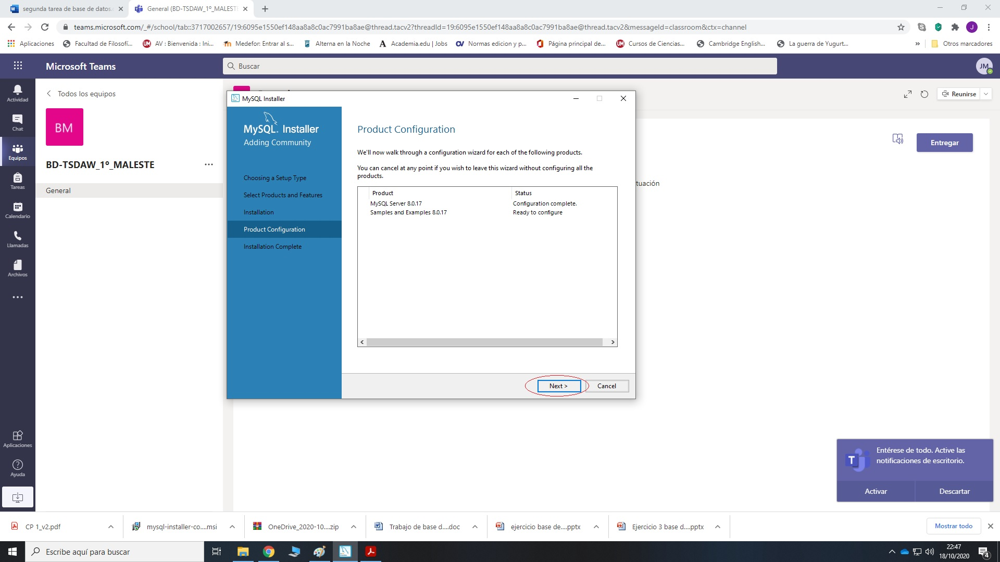 segunda tarea de base de datos.
General (BD-TSDAW_1º_MALESTE
teams.microsoft.com/_#/school/tab::3717002657/19:6095e1550ef148aa8a8c0ac7991ba8ae@thread.tacv2?threadId=19:6095e1550ef148aa8a8c0ac7991ba8ae@thread.tacv2&messageId=classroom&ctx=channel
J
Aplicaciones
Facultad de Filosofí...
AV : Bienvenida : Ini...
Medefor: Entrar al s...
Alterna en la Noche
Academia.edu | Jobs
Normas edicion y p...
Página principal de...
Cursos de Ciencias...
Cambridge English...
La guerra de Yugurt...
»
Otros marcadores
Microsoft Teams
Buscar
JM
Actividad
Chat
Equipos
Tareas
Calendario
Llamadas
Archivos
Aplicaciones
Ayuda
Todos los equipos
BM
BD-TSDAW_1º_MALESTE
General
Reunirse
Entregar
tuación
MySQL Installer
MySQL. Installer
Adding Community
Choosing a Setup Type
Select Products and Features
Installation
Product Configuration
Installation Complete
Product Configuration
We'll now walk through a configuration wizard for each of the following products.
You can cancel at any point if you wish to leave this wizard without configuring all the
products.
Product Status
MySQL Server 8.0.17 Configuration complete.
Samples and Examples 8.0.17 Ready to configure
Next >
Cancel
Entérese de todo. Active las
notificaciones de escritorio.
Activar
Descartar
CP 1_v2.pdf
mysql-installer-co....msi
OneDrive_2020-10....zip
Trabajo de base d....doc
ejercicio base de....pptx
Ejercicio 3 base d....pptx
Mostrar todo
Escribe aquí para buscar
22:47
18/10/2020
4